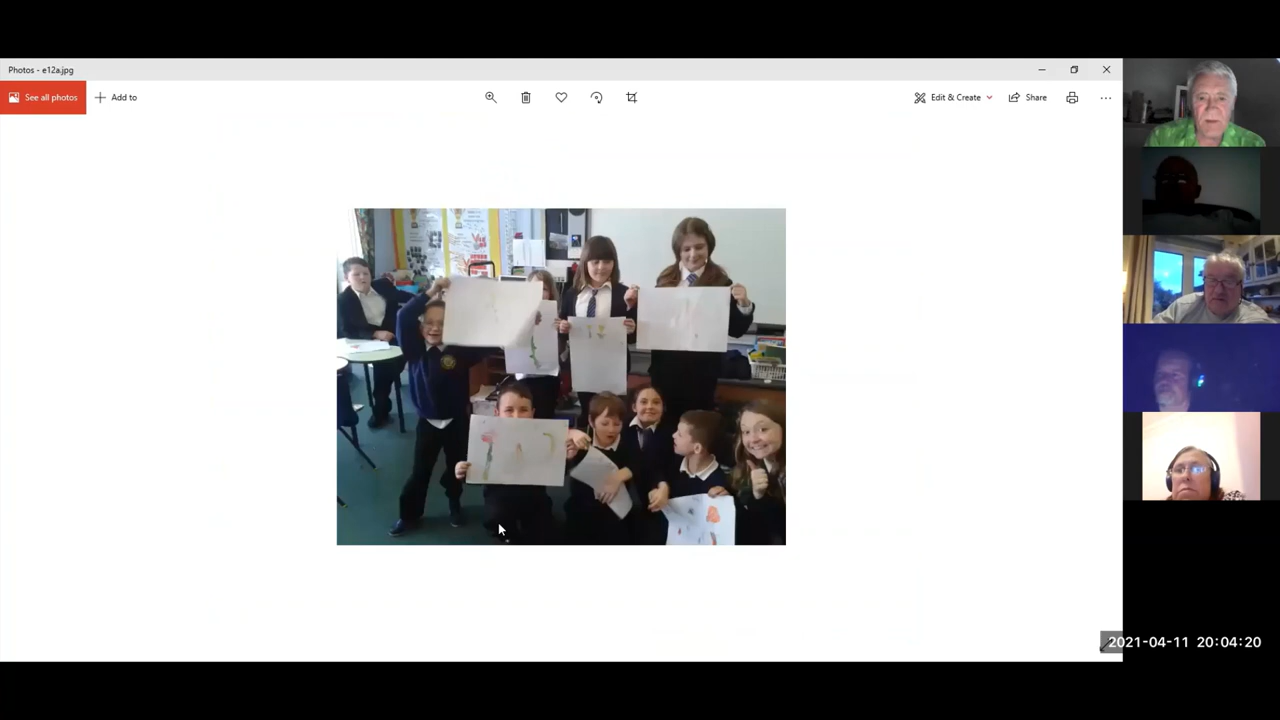 Photos - e12a.jpg
See all photos
Add to
Edit & Create
Share
2021-04-11 20:04:20